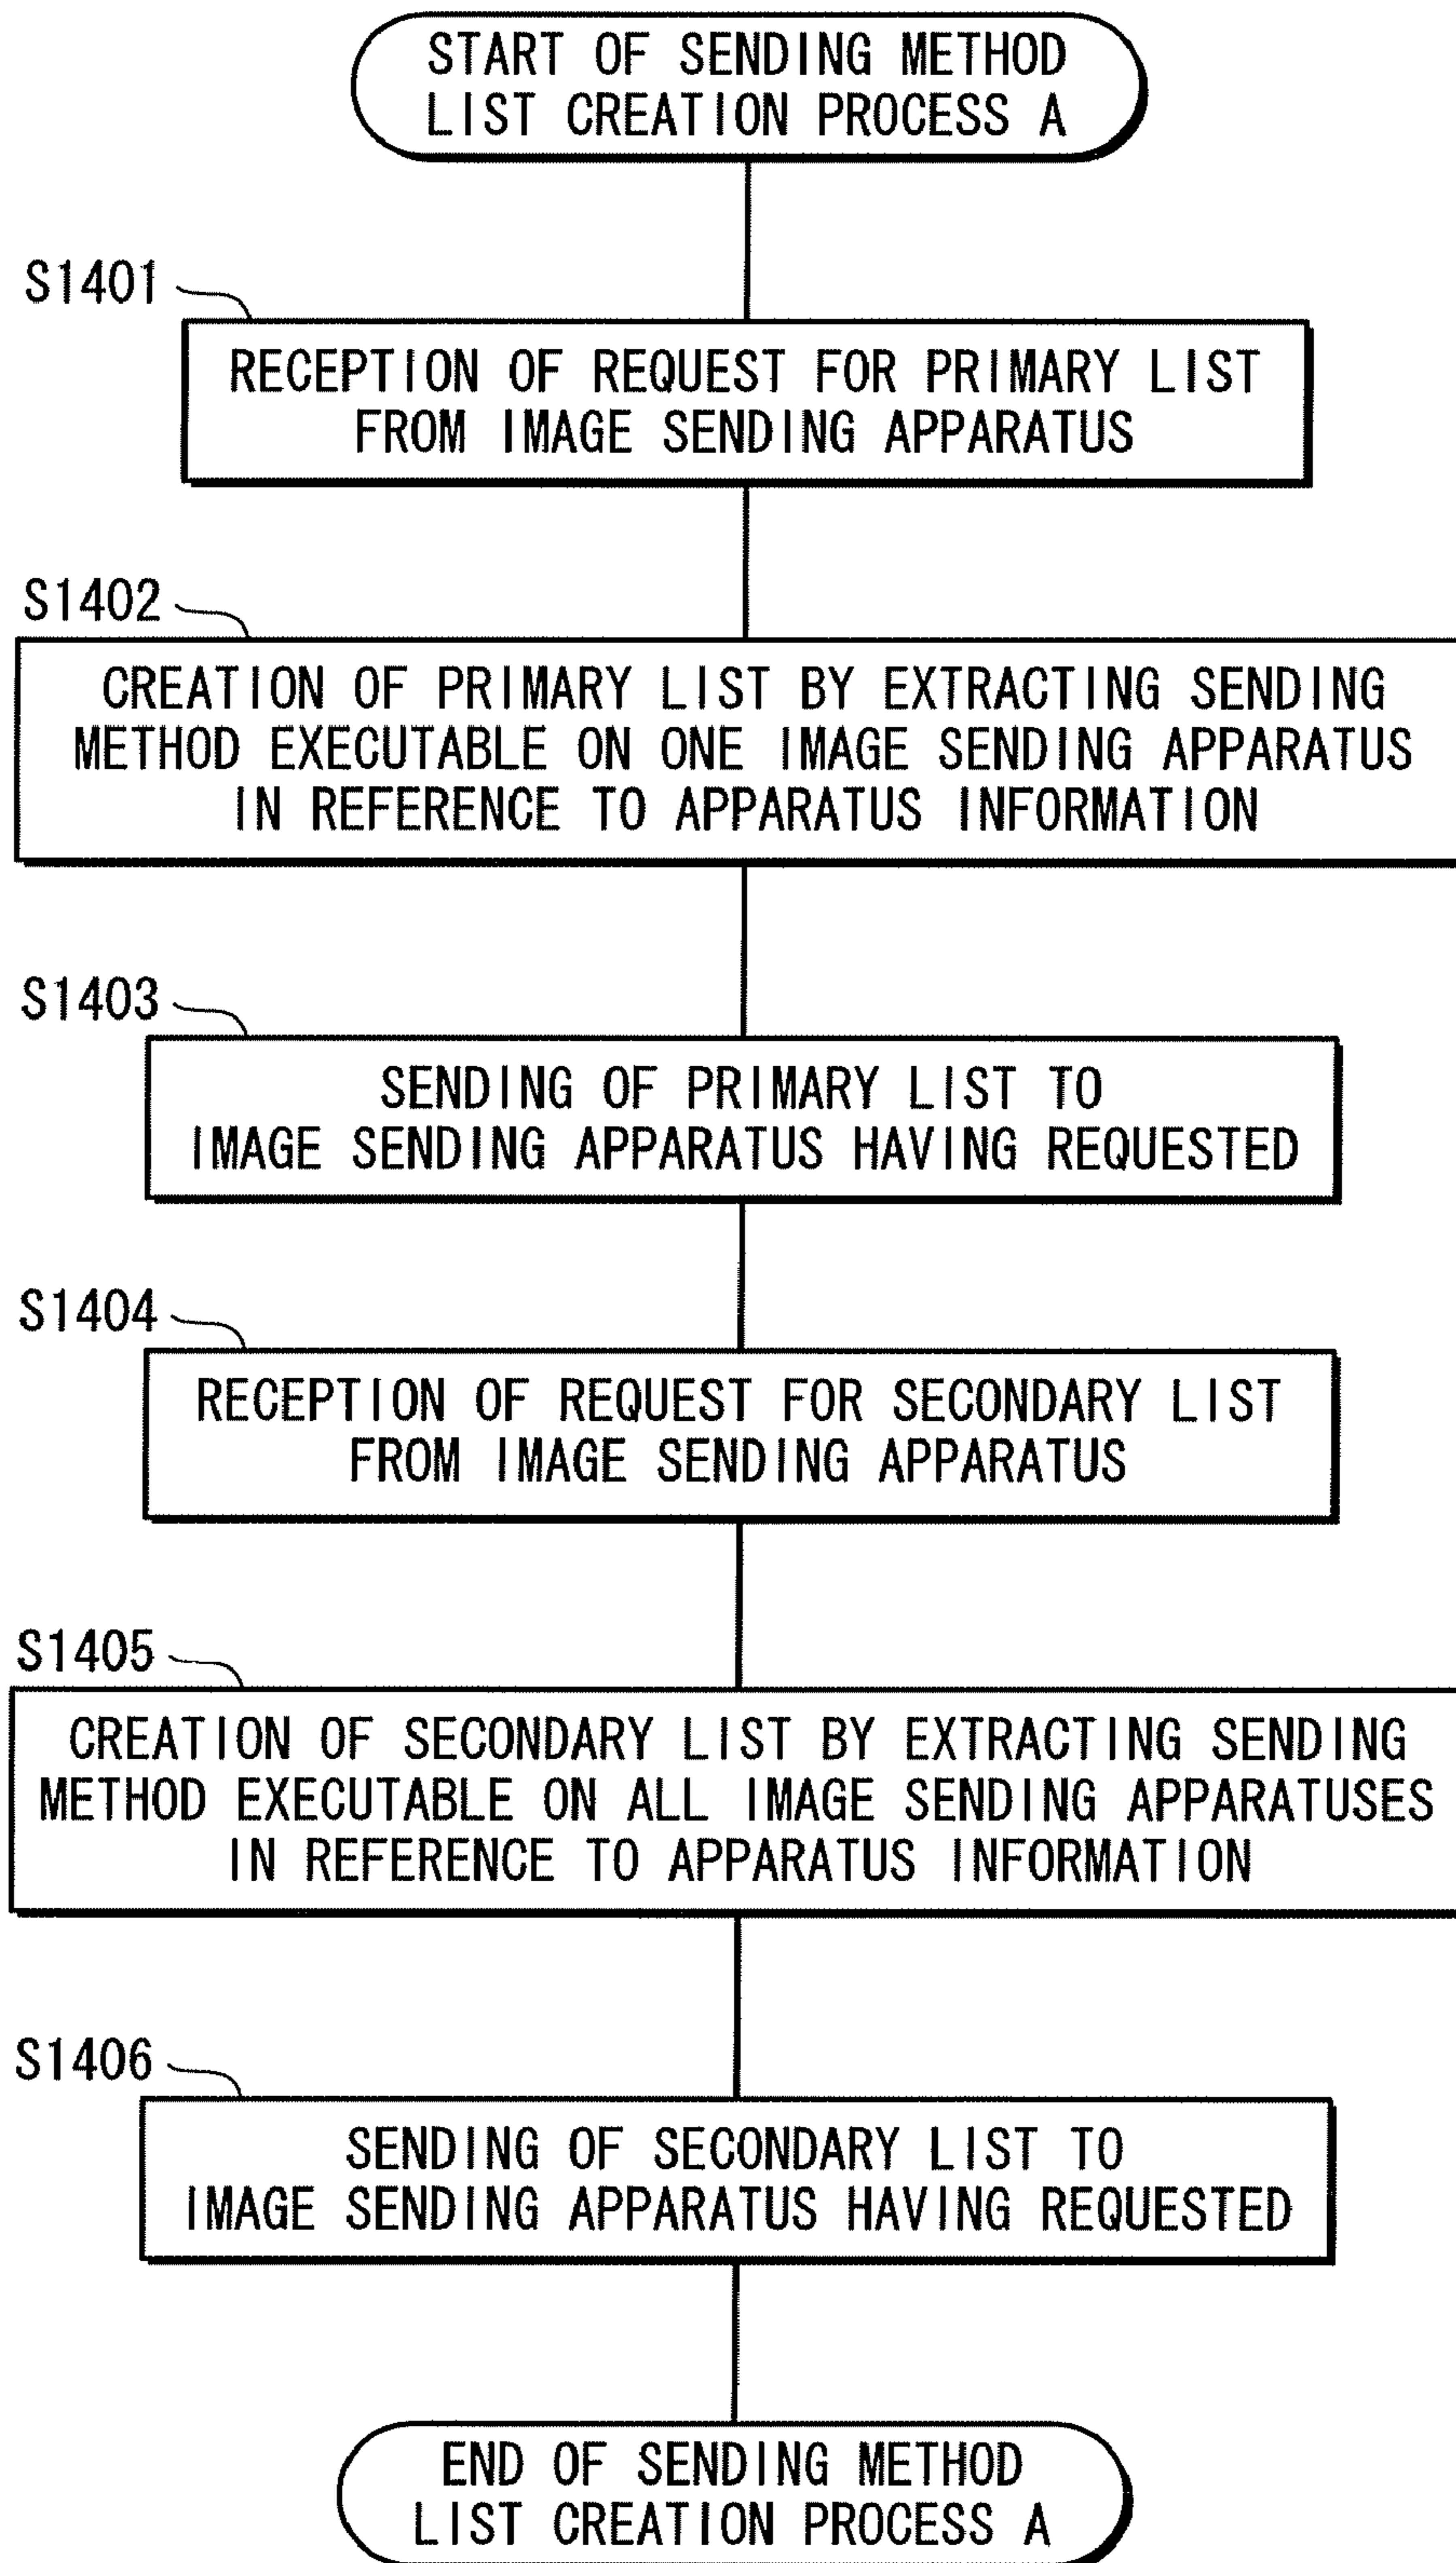 START OF SENDING METHOD
LIST CREATION PROCESS A
S1401
RECEPTION OF REQUEST FOR PRIMARY LIST
FROM IMAGE SENDING APPARATUS
S1402
CREATION OF PRIMARY LIST BY EXTRACTING SENDING
METHOD EXECUTABLE ON ONE IMAGE SENDING APPARATUS
IN REFERENCE TO APPARATUS INFORMATION
S1403
SENDING OF PRIMARY LIST TO
IMAGE SENDING APPARATUS HAVING REQUESTED
S1404
RECEPTION OF REQUEST FOR SECONDARY LIST
FROM IMAGE SENDING APPARATUS
S1405
CREATION OF SECONDARY LIST BY EXTRACTING SENDING
METHOD EXECUTABLE ON ALL IMAGE SENDING APPARATUSES
IN REFERENCE TO APPARATUS INFORMATION
S1406
SENDING OF SECONDARY LIST TO
IMAGE SENDING APPARATUS HAVING REQUESTED
END OF SENDING METHOD
LIST CREATION PROCESS A